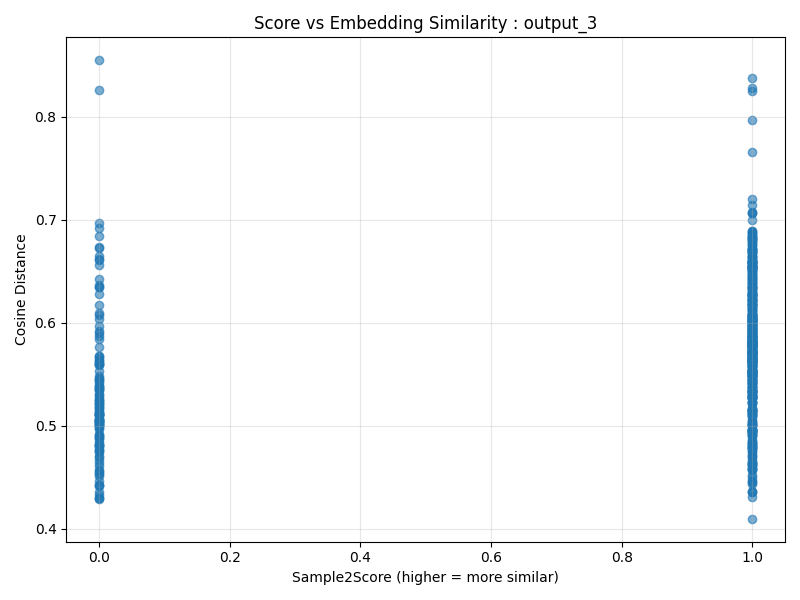 Score vs Embedding Similarity : output_3
0.8
0.7
0.6
0.5
0.4
Cosine Distance
0.0 0.2 0.4 0.6 0.8 1.0
Sample2Score (higher = more similar)